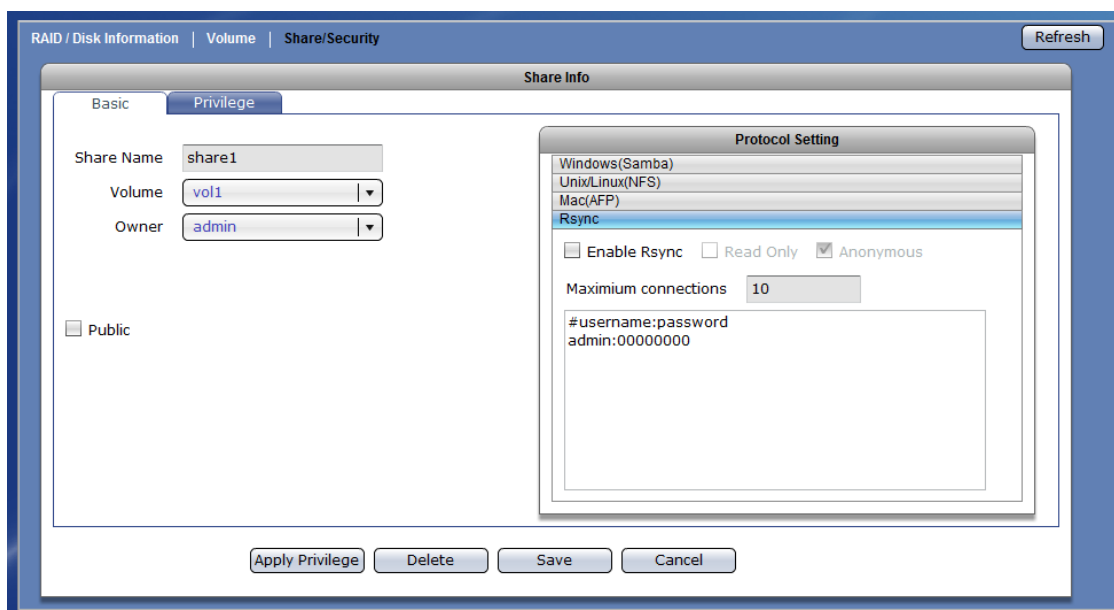 RAID / Disk Information | Volume | Share/Security
Refresh
Share Info
Basic
Privilege
Share Name share1
Volume vol1
Owner admin
Public
Protocol Setting
Windows(Samba)
Unix/Linux(NFS)
Mac(AFP)
Rsync
Enable Rsync Read Only Anonymous
Maximium connections 10
#username:password
admin:00000000
Apply Privilege Delete Save Cancel